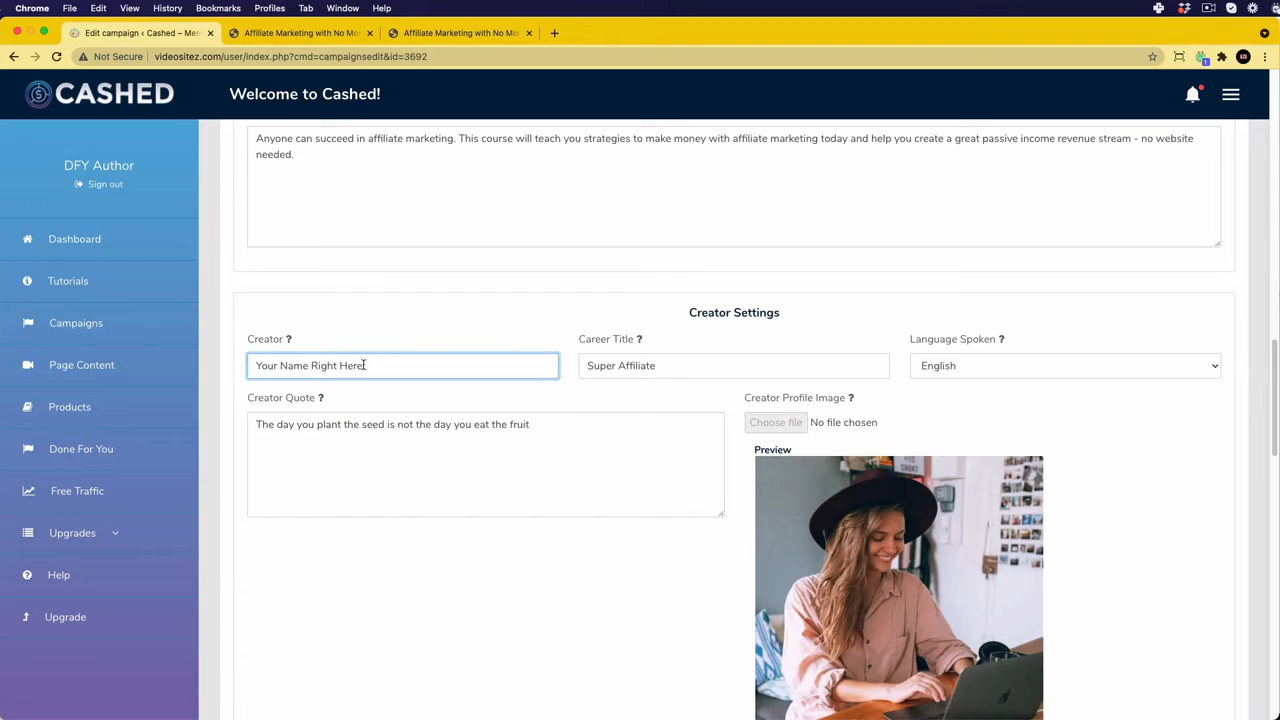 Chrome File Edit View History Bookmarks Profiles Tab Window Help
Edit campaign ‹ Cashed – Mem
Affiliate Marketing with No Mon
Affiliate Marketing with No Mon
Not Secure videositez.com/user/index.php?cmd=campaignsedit&id=3692
CASHED
Welcome to Cashed!
DFY Author
Sign out
Dashboard
Tutorials
Campaigns
Page Content
Products
Done For You
Free Traffic
Upgrades
Help
Upgrade
Anyone can succeed in affiliate marketing. This course will teach you strategies to make money with affiliate marketing today and help you create a great passive income revenue stream - no website
needed.
Creator Settings
Creator ?
Career Title ?
Language Spoken ?
Your Name Right Here
Super Affiliate
English
Creator Quote ?
Creator Profile Image ?
The day you plant the seed is not the day you eat the fruit
Choose file No file chosen
Preview